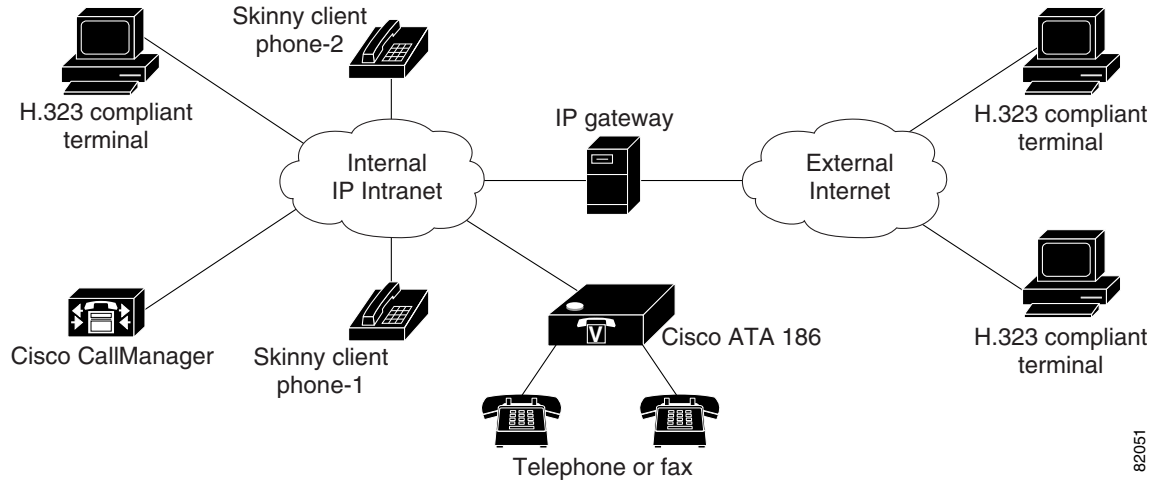 Skinny client
phone-2
H.323 compliant
terminal
IP gateway
H.323 compliant
terminal
Internal
IP Intranet
External
Internet
Cisco CallManager
Skinny client
phone-1
V
Cisco ATA 186
H.323 compliant
terminal
Telephone or fax
82051